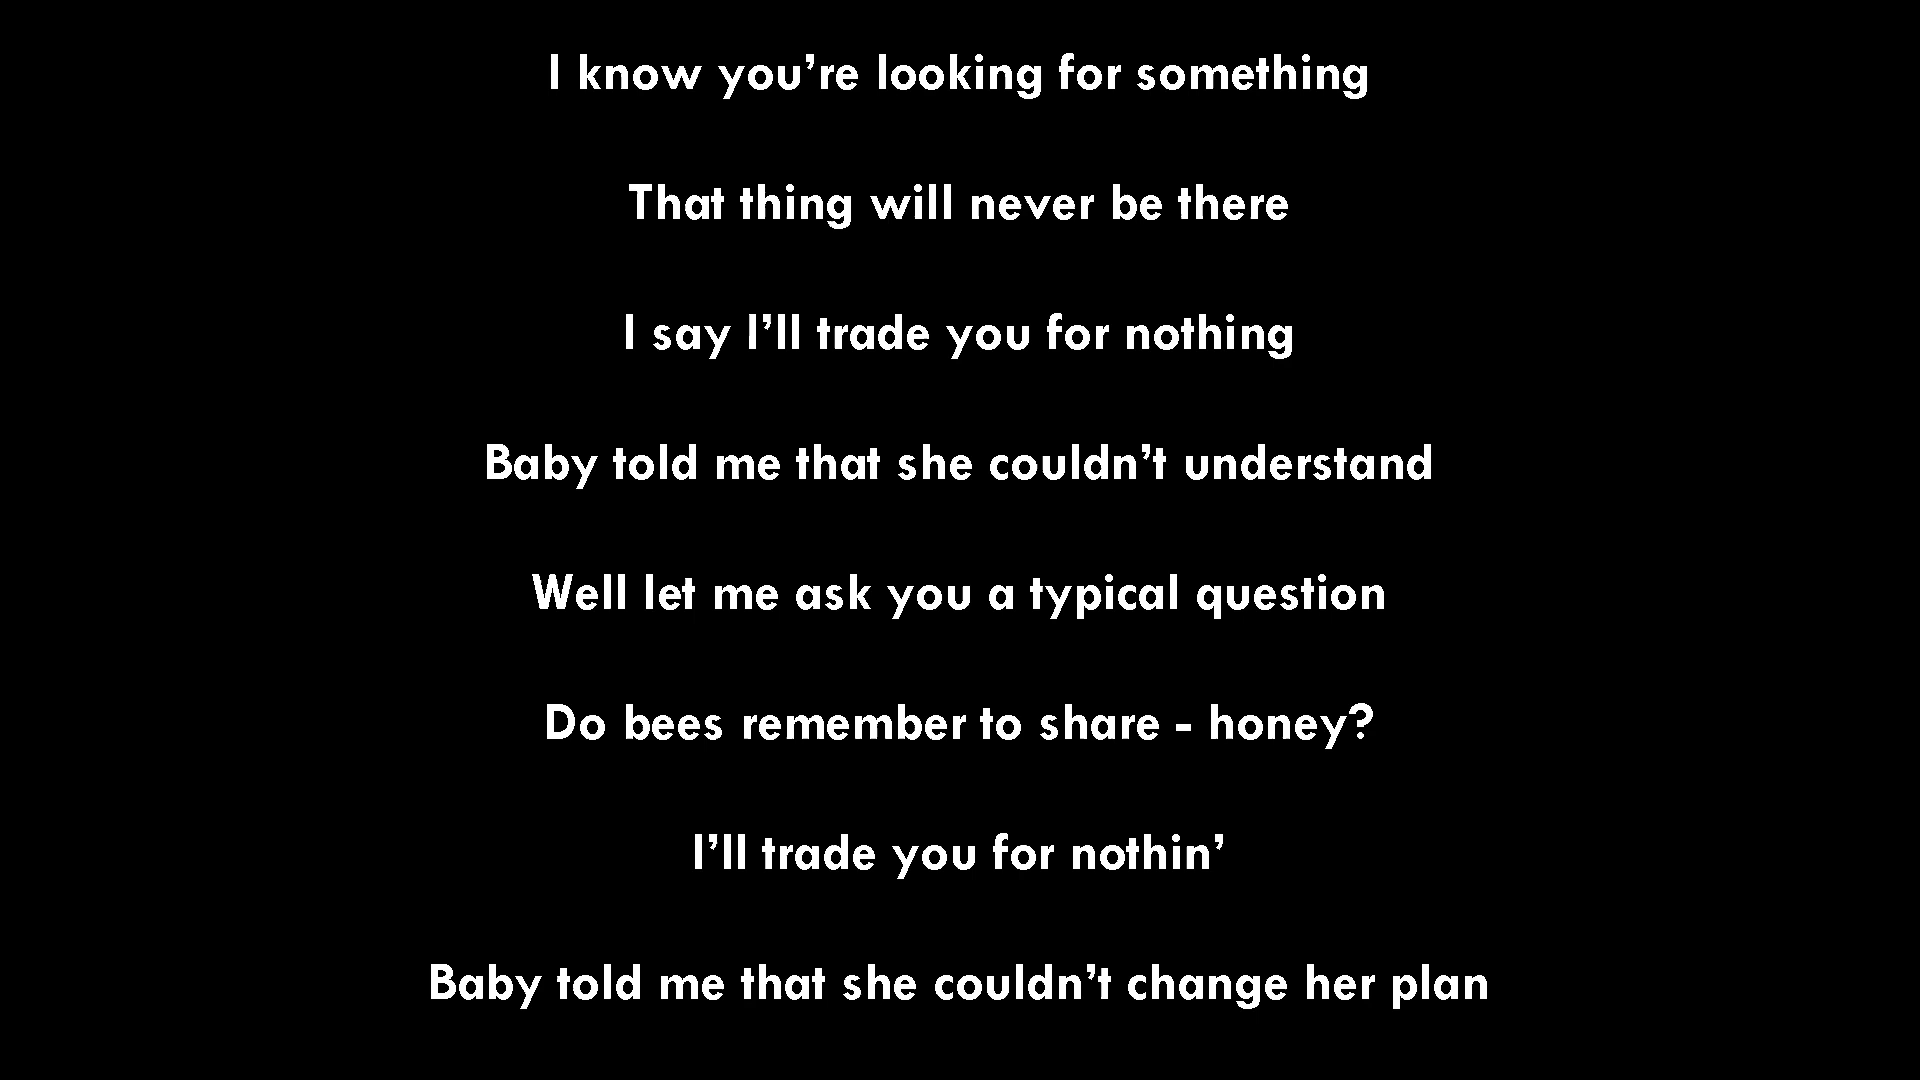 I know you’re looking for something
That thing will never be there
I say I’ll trade you for nothing
Baby told me that she couldn’t understand
Well let me ask you a typical question
Do bees remember to share - honey?
I’ll trade you for nothin’
Baby told me that she couldn’t change her plan